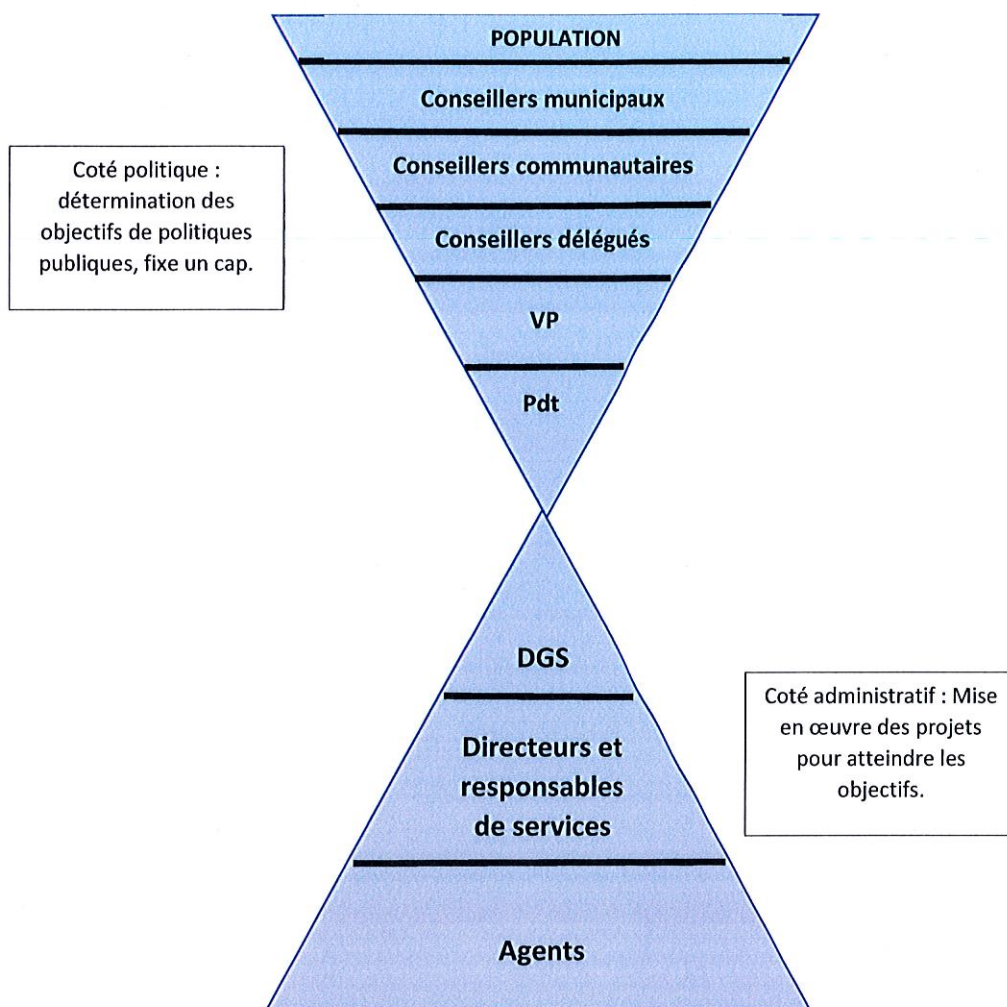 POPULATION
Conseillers municipaux
Conseillers communautaires
Conseillers délégués
VP
Pdt
Coté politique :
détermination des
objectifs de politiques
publiques, fixe un cap.
DGS
Directeurs et
responsables
de services
Agents
Coté administratif : Mise
en œuvre des projets
pour atteindre les
objectifs.